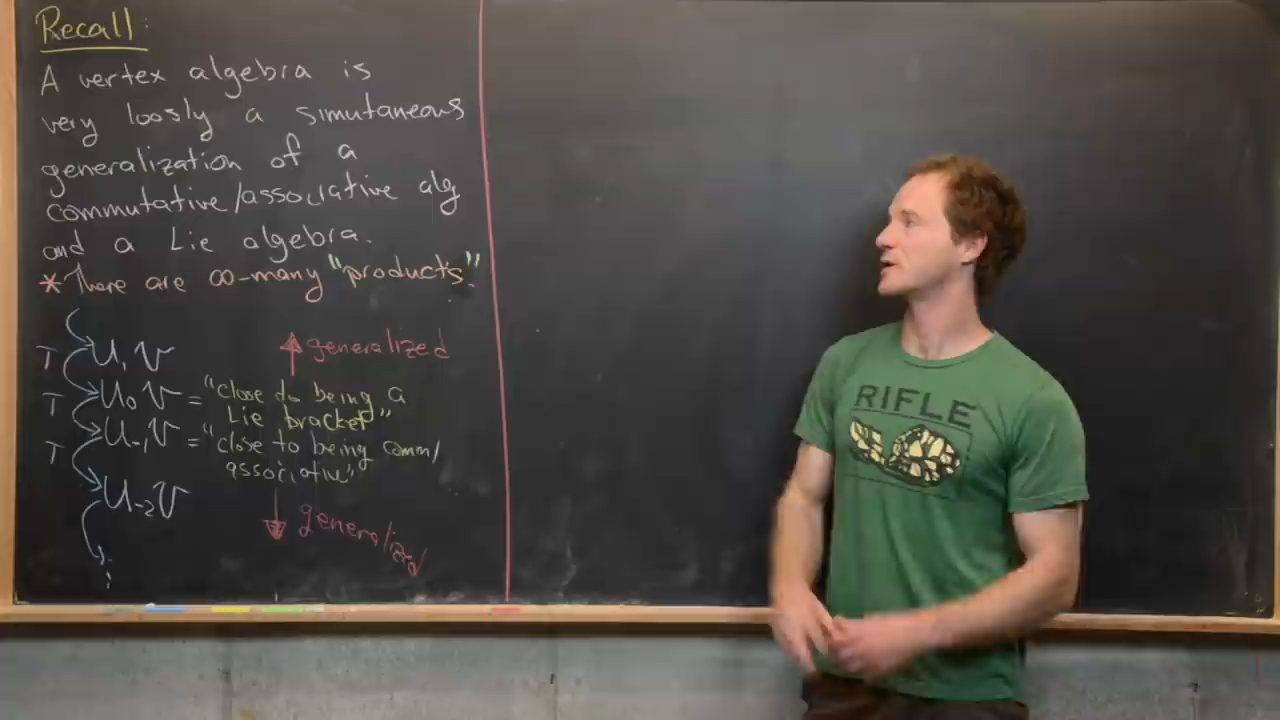 Recall:
A vertex algebra is
very loosly a simutaneous
generalization of a
commutative/associative alg
and a Lie algebra.
*There are ∞-many "products".
T u₁v ↑ generalized
T u₀v = "close to being a
Lie bracket"
T u₋₁v = "close to being comm/
associative"
u₋₂v
↓ generalized
RIFLE